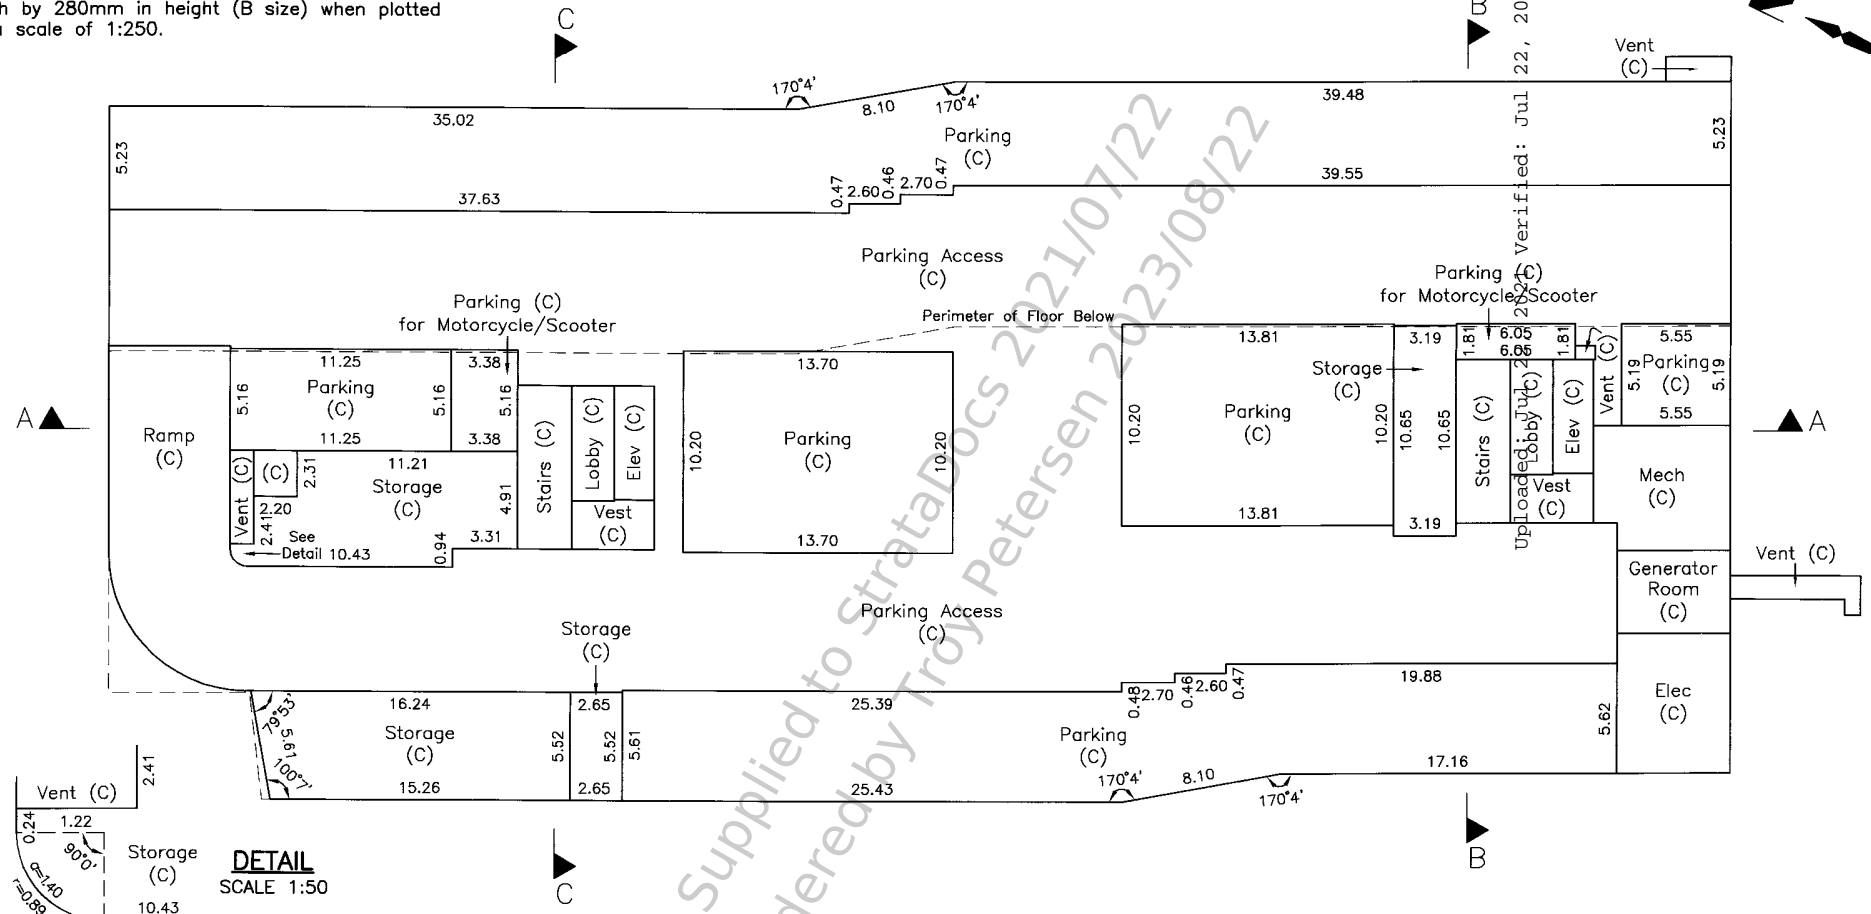 h by 280mm in height (B size) when plotted
scale of 1:250.
C
B
Vent
(C)
170°4'
8.10
170°4'
39.48
35.02
5.23
Parking
(C)
5.23
0.47
2.60
0.46
2.70
0.47
39.55
37.63
Parking Access
(C)
Parking (C)
for Motorcycle/Scooter
Parking (C)
for Motorcycle/Scooter
Perimeter of Floor Below
11.25
3.38
13.70
13.81
3.19
1.81
6.05
6.05
1.81
Vent (C)
5.55
Parking
(C)
5.16
5.16
5.16
Storage
(C)
5.19
Parking
(C)
5.19
5.55
11.25
3.38
A
Ramp
(C)
Stairs (C)
Lobby (C)
Elev (C)
10.20
Parking
(C)
10.20
10.20
Parking
(C)
10.20
10.65
10.65
Stairs (C)
Lobby (C)
Elev (C)
A
Vent (C)
(C)
2.31
11.21
Storage
(C)
4.91
Mech
(C)
2.20
2.41
See
Detail
10.43
0.94
3.31
Vest
(C)
13.70
13.81
3.19
Vest
(C)
Generator
Room
(C)
Vent (C)
Parking Access
(C)
Storage
(C)
79°53'
5.61
100°7'
16.24
2.65
25.39
0.48
2.70
0.46
2.60
0.47
19.88
Storage
(C)
5.52
5.52
5.61
Parking
(C)
5.62
Elec
(C)
15.26
2.65
25.43
170°4'
8.10
170°4'
17.16
Vent (C)
2.41
0.24
1.22
90°0'
a=1.40
r=0.89
Storage
(C)
10.43
DETAIL
SCALE 1:50
C
B
Uploaded: Jul 22, 2021 Verified: Jul 22, 20
Supplied to StrataDocs 2021/07/22
dered by Troy Petersen 2023/08/22